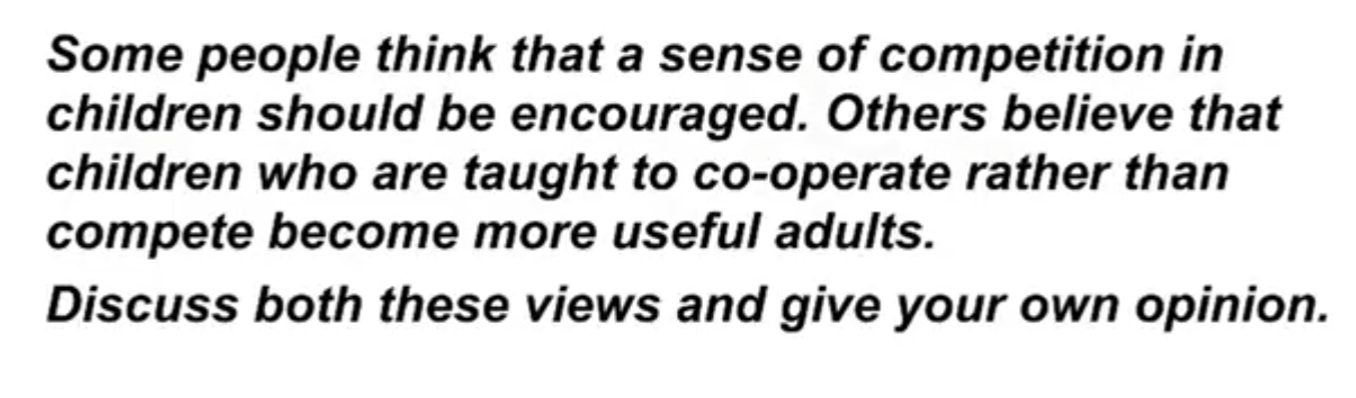 Some people think that a sense of competition in
children should be encouraged. Others believe that
children who are taught to co-operate rather than
compete become more useful adults.
Discuss both these views and give your own opinion.